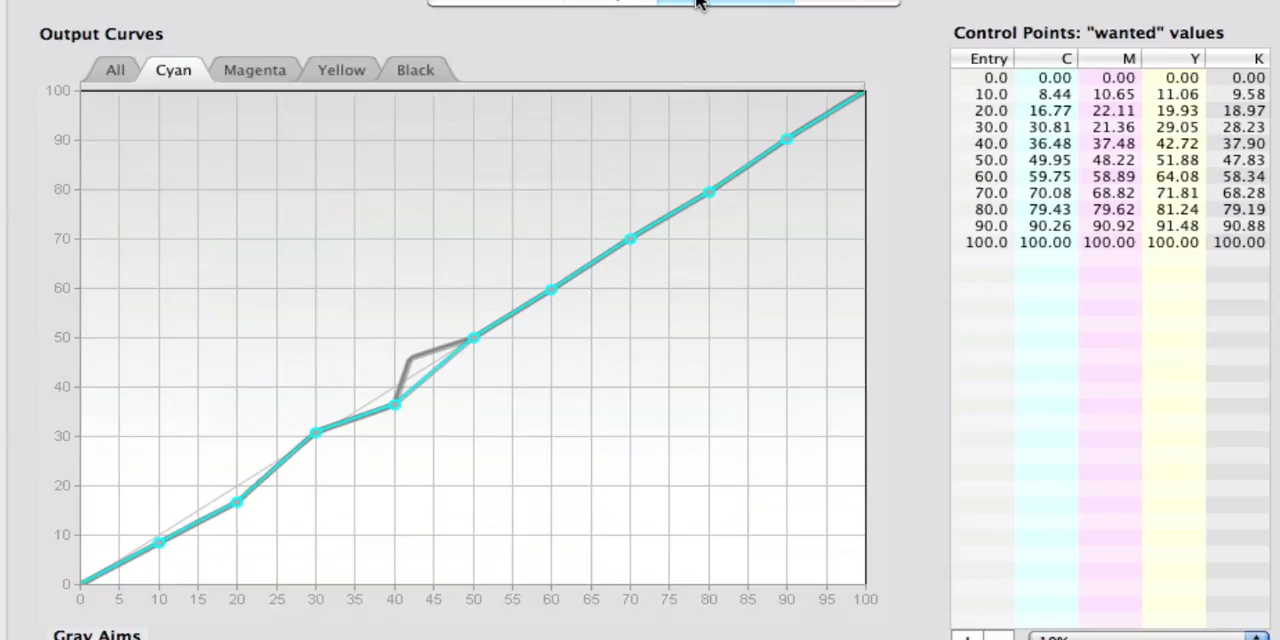 Output Curves
All Cyan Magenta Yellow Black
100
90
80
70
60
50
40
30
20
10
0
0 5 10 15 20 25 30 35 40 45 50 55 60 65 70 75 80 85 90 95 100
Gray Aims
Control Points: "wanted" values
Entry C M Y K
0.0 0.00 0.00 0.00 0.00
10.0 8.44 10.65 11.06 9.58
20.0 16.77 22.11 19.93 18.97
30.0 30.81 21.36 29.05 28.23
40.0 36.48 37.48 42.72 37.90
50.0 49.95 48.22 51.88 47.83
60.0 59.75 58.89 64.08 58.34
70.0 70.08 68.82 71.81 68.28
80.0 79.43 79.62 81.24 79.19
90.0 90.26 90.92 91.48 90.88
100.0 100.00 100.00 100.00 100.00
10%